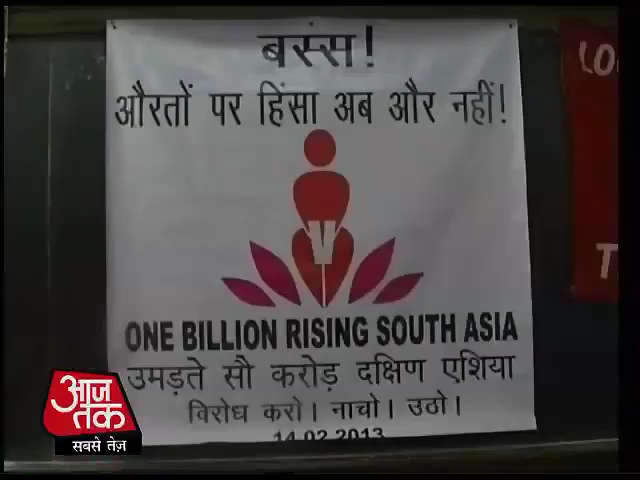 बस्स!
औरतों पर हिंसा अब और नहीं!
V
ONE BILLION RISING SOUTH ASIA
उमड़ते सौ करोड़ दक्षिण एशिया
विरोध करो। नाचो। उठो।
14.02.2013
LO
T
आज
तक
सबसे तेज़